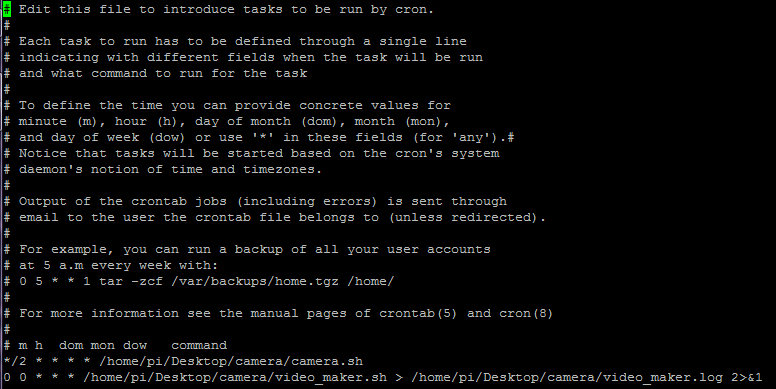 # Edit this file to introduce tasks to be run by cron.
#
# Each task to run has to be defined through a single line
# indicating with different fields when the task will be run
# and what command to run for the task
#
# To define the time you can provide concrete values for
# minute (m), hour (h), day of month (dom), month (mon),
# and day of week (dow) or use '*' in these fields (for 'any').#
# Notice that tasks will be started based on the cron's system
# daemon's notion of time and timezones.
#
# Output of the crontab jobs (including errors) is sent through
# email to the user the crontab file belongs to (unless redirected).
#
# For example, you can run a backup of all your user accounts
# at 5 a.m every week with:
# 0 5 * * 1 tar -zcf /var/backups/home.tgz /home/
#
# For more information see the manual pages of crontab(5) and cron(8)
#
# m h  dom mon dow   command
*/2 * * * * /home/pi/Desktop/camera/camera.sh
0 0 * * * /home/pi/Desktop/camera/video_maker.sh > /home/pi/Desktop/camera/video_maker.log 2>&1